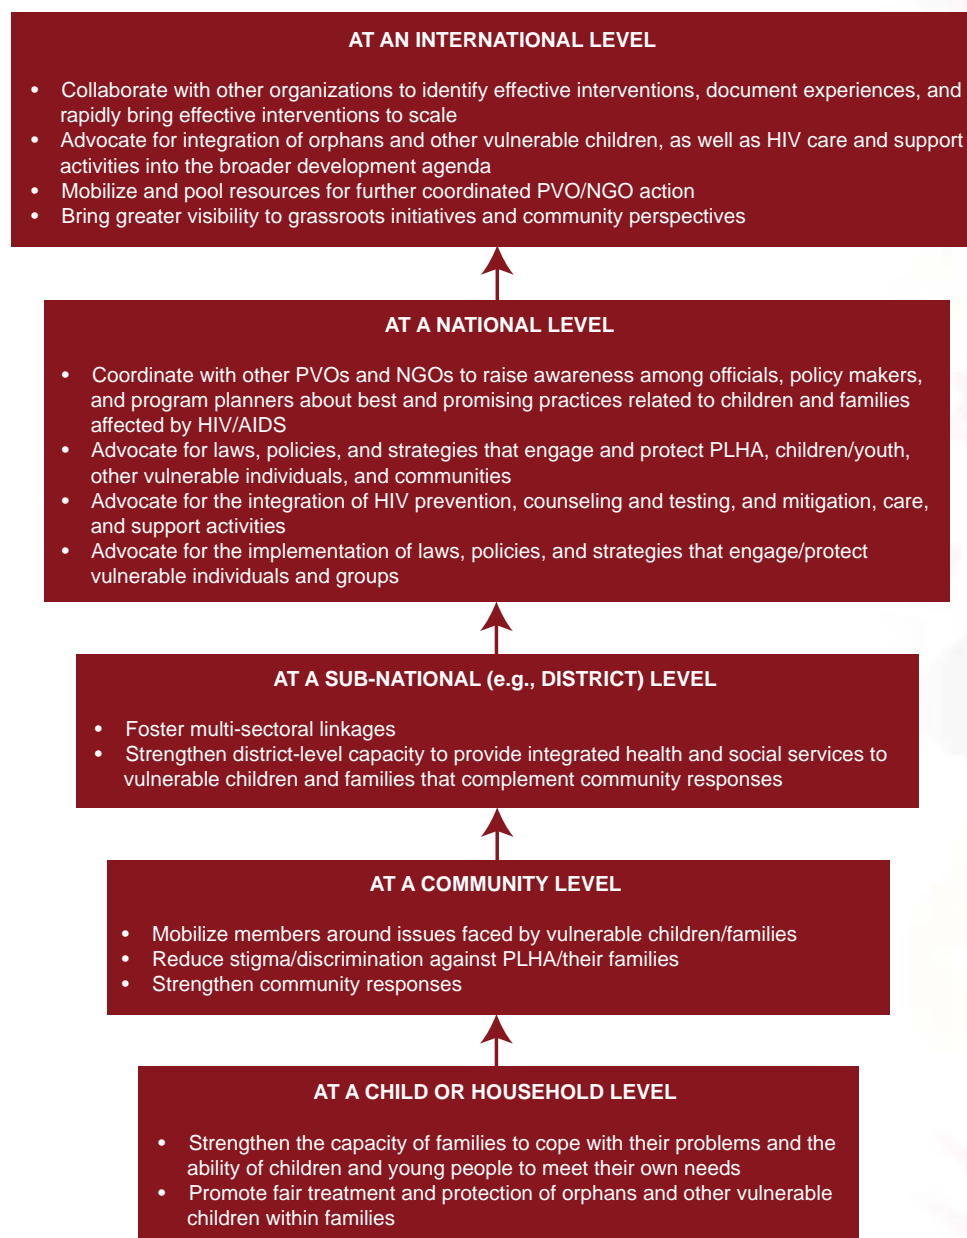 AT AN INTERNATIONAL LEVEL
• Collaborate with other organizations to identify effective interventions, document experiences, and
rapidly bring effective interventions to scale
• Advocate for integration of orphans and other vulnerable children, as well as HIV care and support
activities into the broader development agenda
• Mobilize and pool resources for further coordinated PVO/NGO action
• Bring greater visibility to grassroots initiatives and community perspectives
AT A NATIONAL LEVEL
• Coordinate with other PVOs and NGOs to raise awareness among officials, policy makers,
and program planners about best and promising practices related to children and families
affected by HIV/AIDS
• Advocate for laws, policies, and strategies that engage and protect PLHA, children/youth,
other vulnerable individuals, and communities
• Advocate for the integration of HIV prevention, counseling and testing, and mitigation, care,
and support activities
• Advocate for the implementation of laws, policies, and strategies that engage/protect
vulnerable individuals and groups
AT A SUB-NATIONAL (e.g., DISTRICT) LEVEL
• Foster multi-sectoral linkages
• Strengthen district-level capacity to provide integrated health and social services to
vulnerable children and families that complement community responses
AT A COMMUNITY LEVEL
• Mobilize members around issues faced by vulnerable children/families
• Reduce stigma/discrimination against PLHA/their families
• Strengthen community responses
AT A CHILD OR HOUSEHOLD LEVEL
• Strengthen the capacity of families to cope with their problems and the
ability of children and young people to meet their own needs
• Promote fair treatment and protection of orphans and other vulnerable
children within families